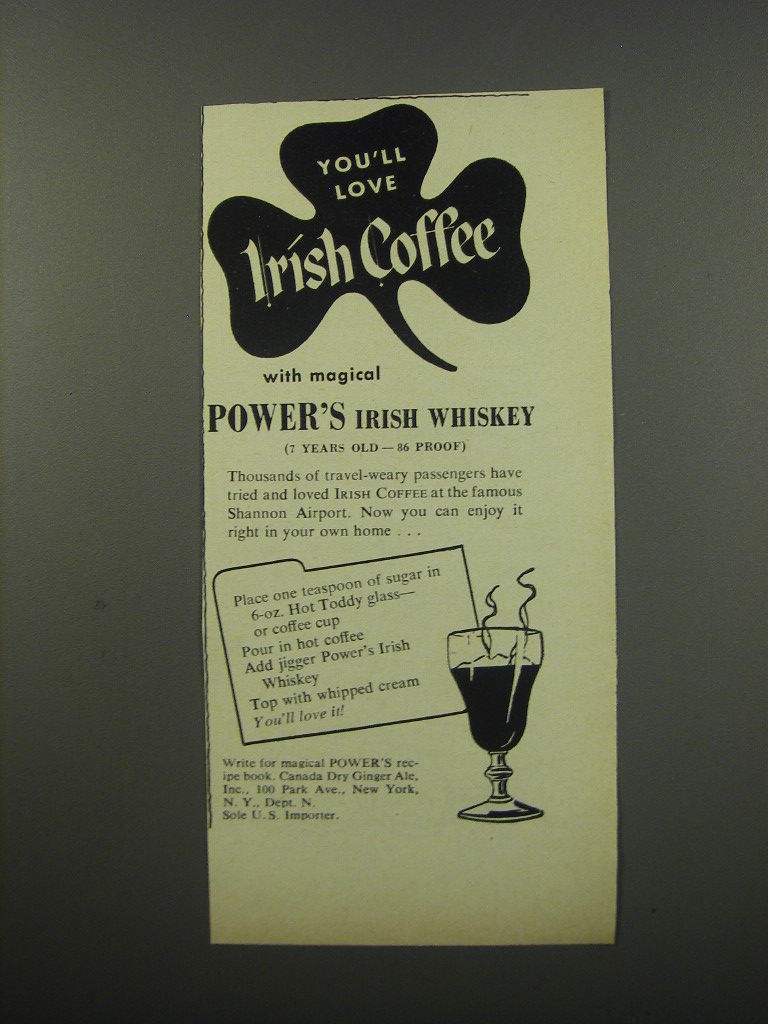 YOU'LL
LOVE
Irish Coffee
with magical
POWER'S IRISH WHISKEY
(7 YEARS OLD — 86 PROOF)
Thousands of travel-weary passengers have
tried and loved IRISH COFFEE at the famous
Shannon Airport. Now you can enjoy it
right in your own home . . .
Place one teaspoon of sugar in
6-oz. Hot Toddy glass—
or coffee cup
Pour in hot coffee
Add jigger Power's Irish
Whiskey
Top with whipped cream
You'll love it!
Write for magical POWER'S rec-
ipe book. Canada Dry Ginger Ale,
Inc., 100 Park Ave., New York,
N. Y., Dept. N.
Sole U. S. Importer.